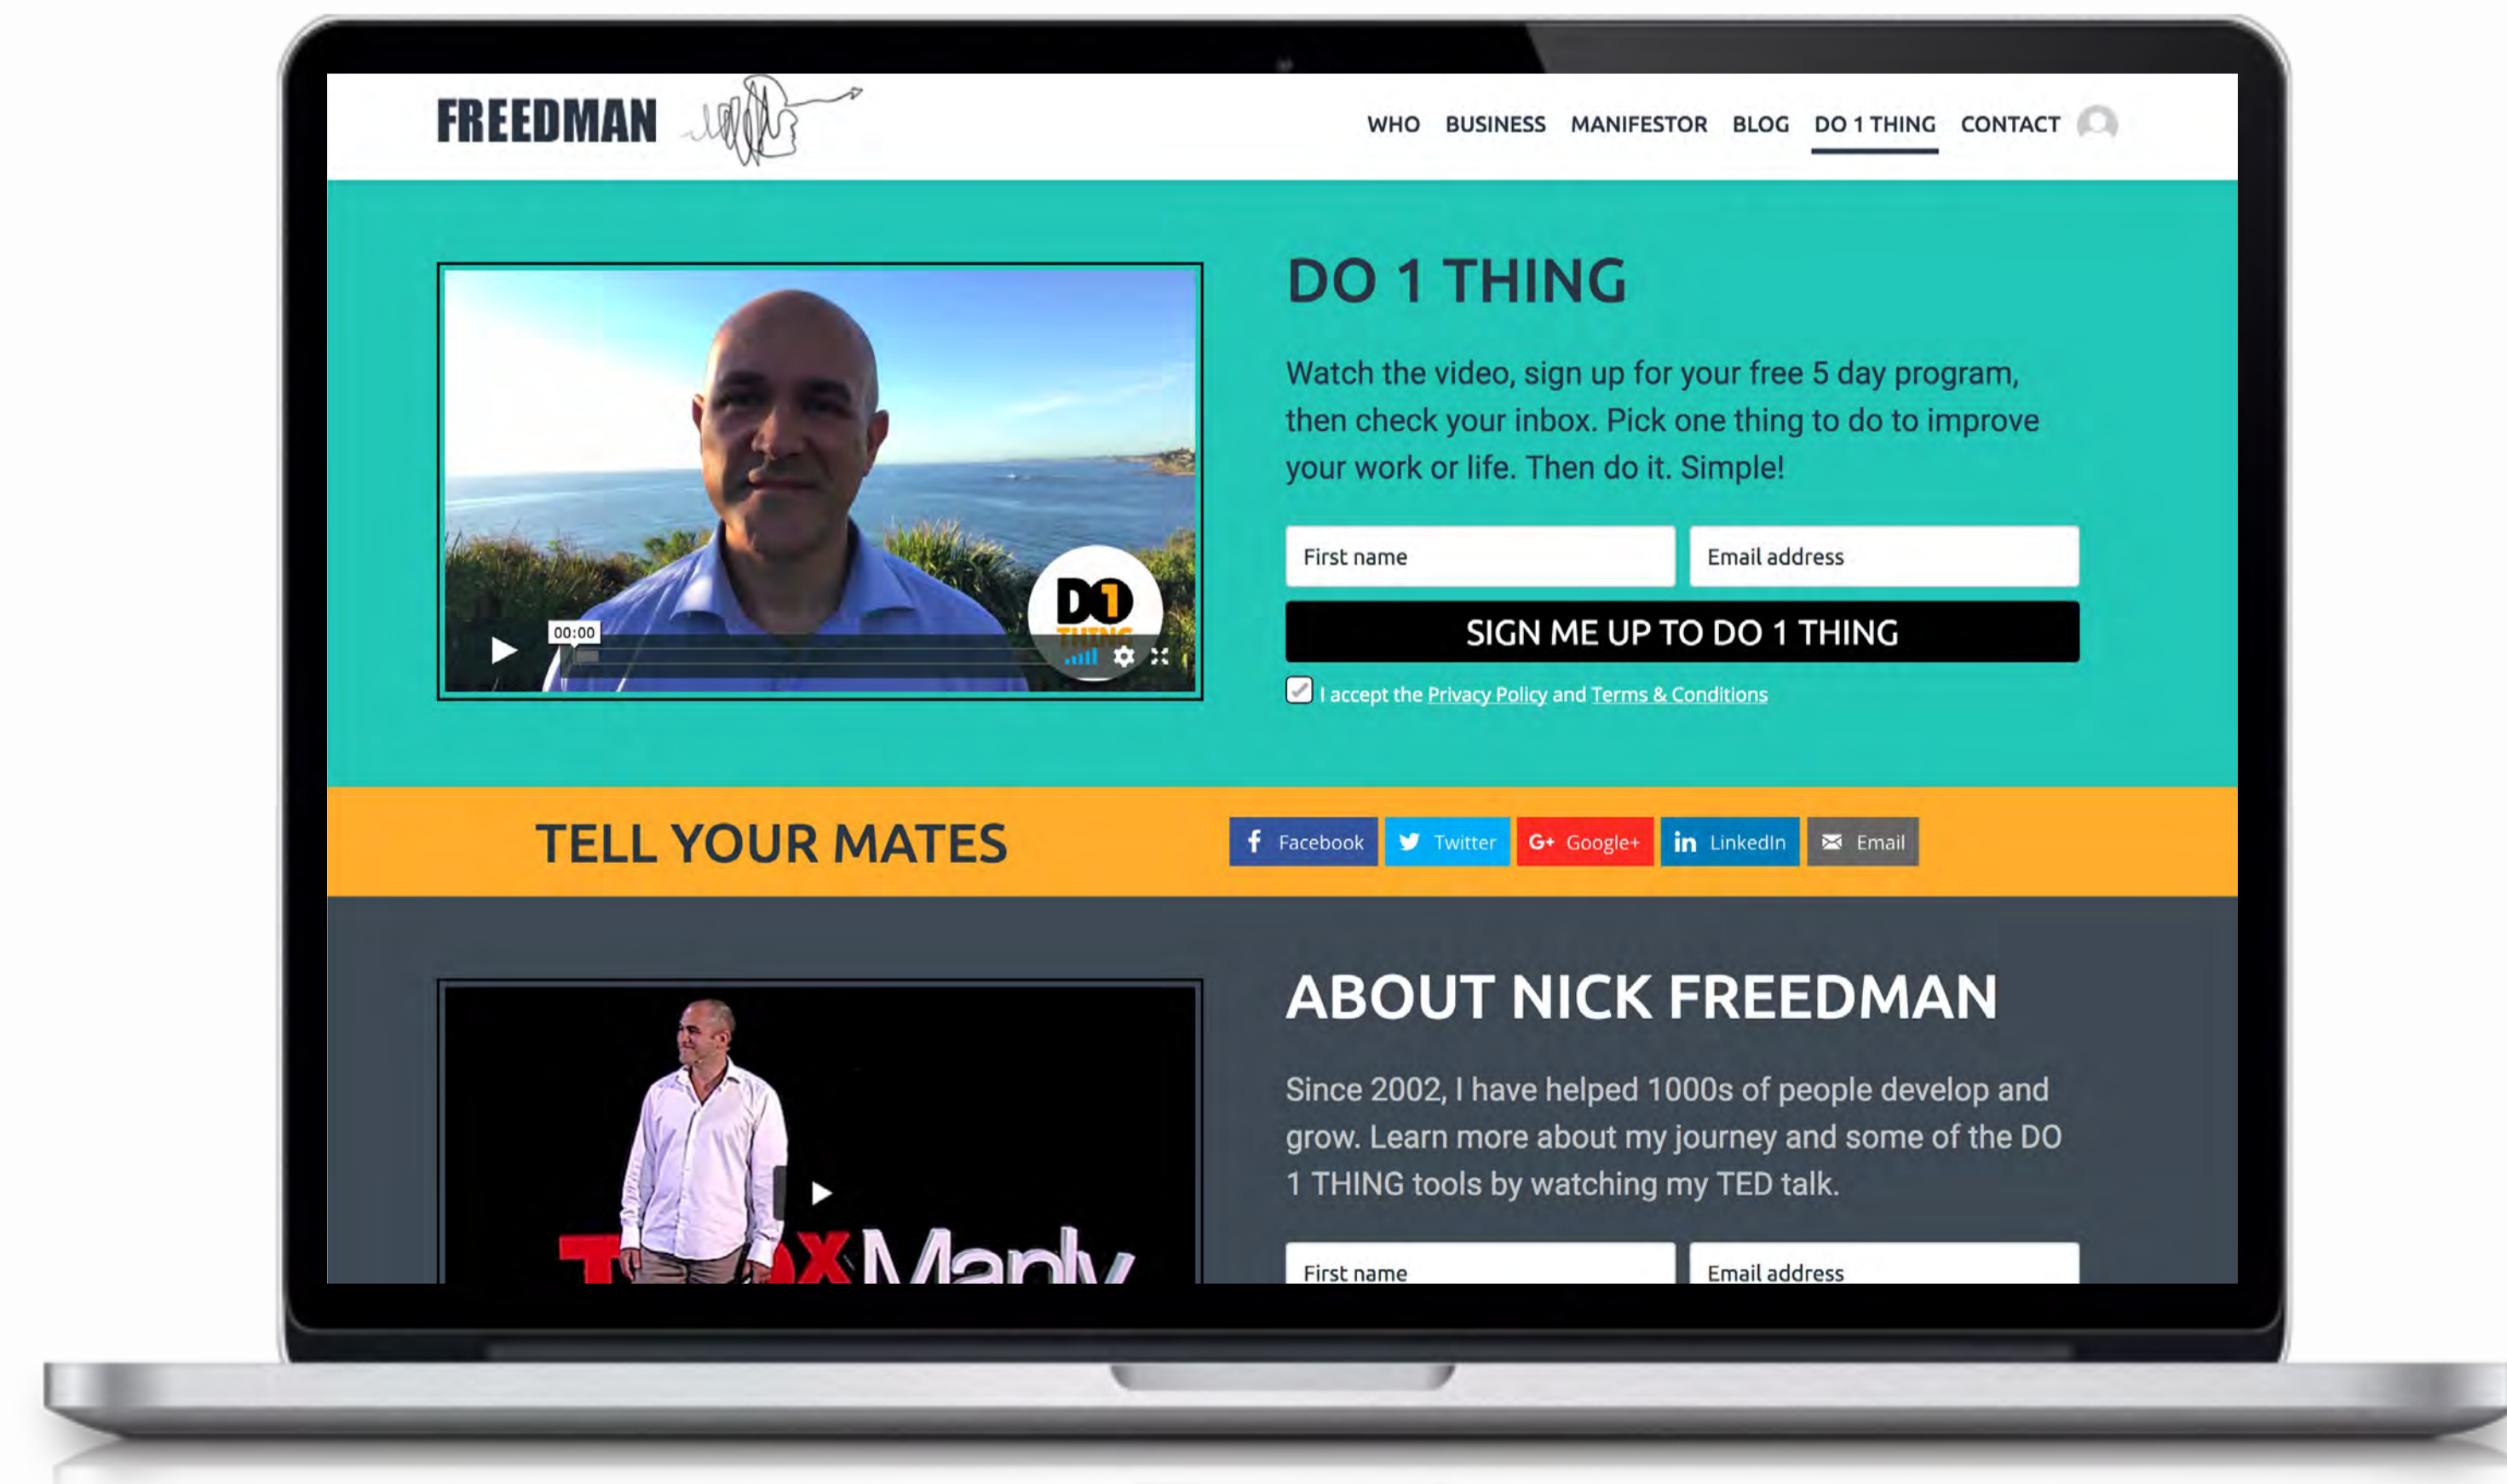 FREEDMAN
WHO BUSINESS MANIFESTOR BLOG DO 1 THING CONTACT
DO 1 THING
Watch the video, sign up for your free 5 day program,
then check your inbox. Pick one thing to do to improve
your work or life. Then do it. Simple!
First name Email address
SIGN ME UP TO DO 1 THING
I accept the Privacy Policy and Terms & Conditions
DO1
THING
00:00
TELL YOUR MATES
f Facebook Twitter G+ Google+ in LinkedIn Email
ABOUT NICK FREEDMAN
Since 2002, I have helped 1000s of people develop and
grow. Learn more about my journey and some of the DO
1 THING tools by watching my TED talk.
First name Email address
xManly